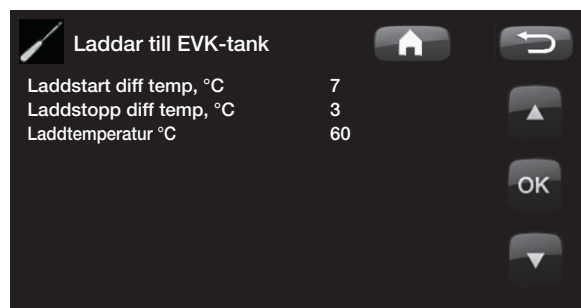 Laddar till EVK-tank
Laddstart diff temp, °C 7
Laddstopp diff temp, °C 3
Laddtemperatur °C 60
OK